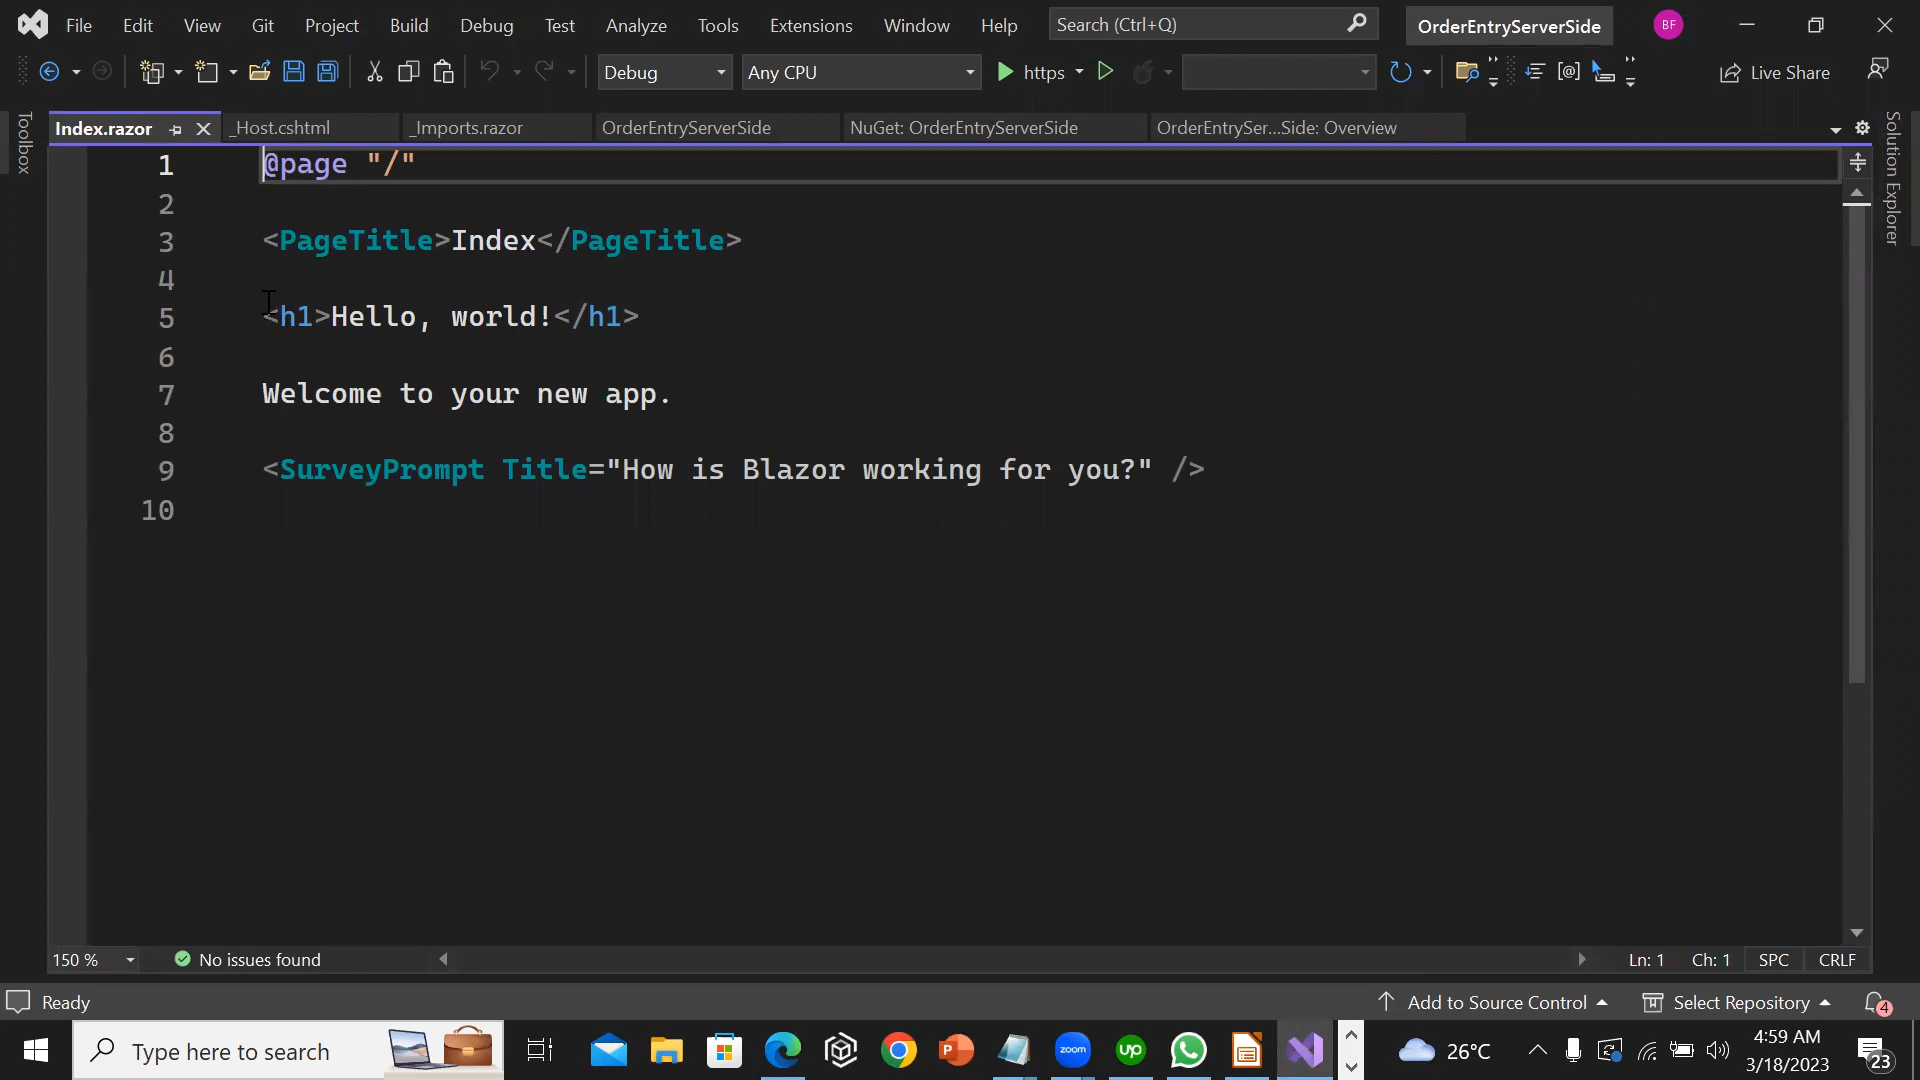 File Edit View Git Project Build Debug Test Analyze Tools Extensions Window Help Search (Ctrl+Q) OrderEntryServerSide BF
Debug Any CPU https Live Share
Toolbox
Index.razor _Host.cshtml _Imports.razor OrderEntryServerSide NuGet: OrderEntryServerSide OrderEntrySer...Side: Overview
Solution Explorer
1 @page "/"
2
3 <PageTitle>Index</PageTitle>
4
5 <h1>Hello, world!</h1>
6
7 Welcome to your new app.
8
9 <SurveyPrompt Title="How is Blazor working for you?" />
10
150 % No issues found Ln: 1 Ch: 1 SPC CRLF
Ready Add to Source Control Select Repository 4
Type here to search zoom up 26°C 4:59 AM
3/18/2023 23